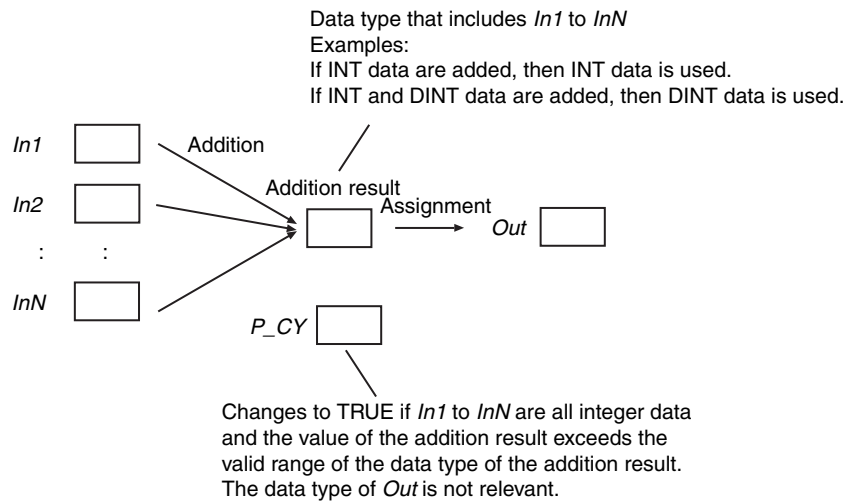 Data type that includes In1 to InN
Examples:
If INT data are added, then INT data is used.
If INT and DINT data are added, then DINT data is used.
In1
Addition
In2
Addition result
Assignment
Out
: :
InN
P_CY
Changes to TRUE if In1 to InN are all integer data
and the value of the addition result exceeds the
valid range of the data type of the addition result.
The data type of Out is not relevant.